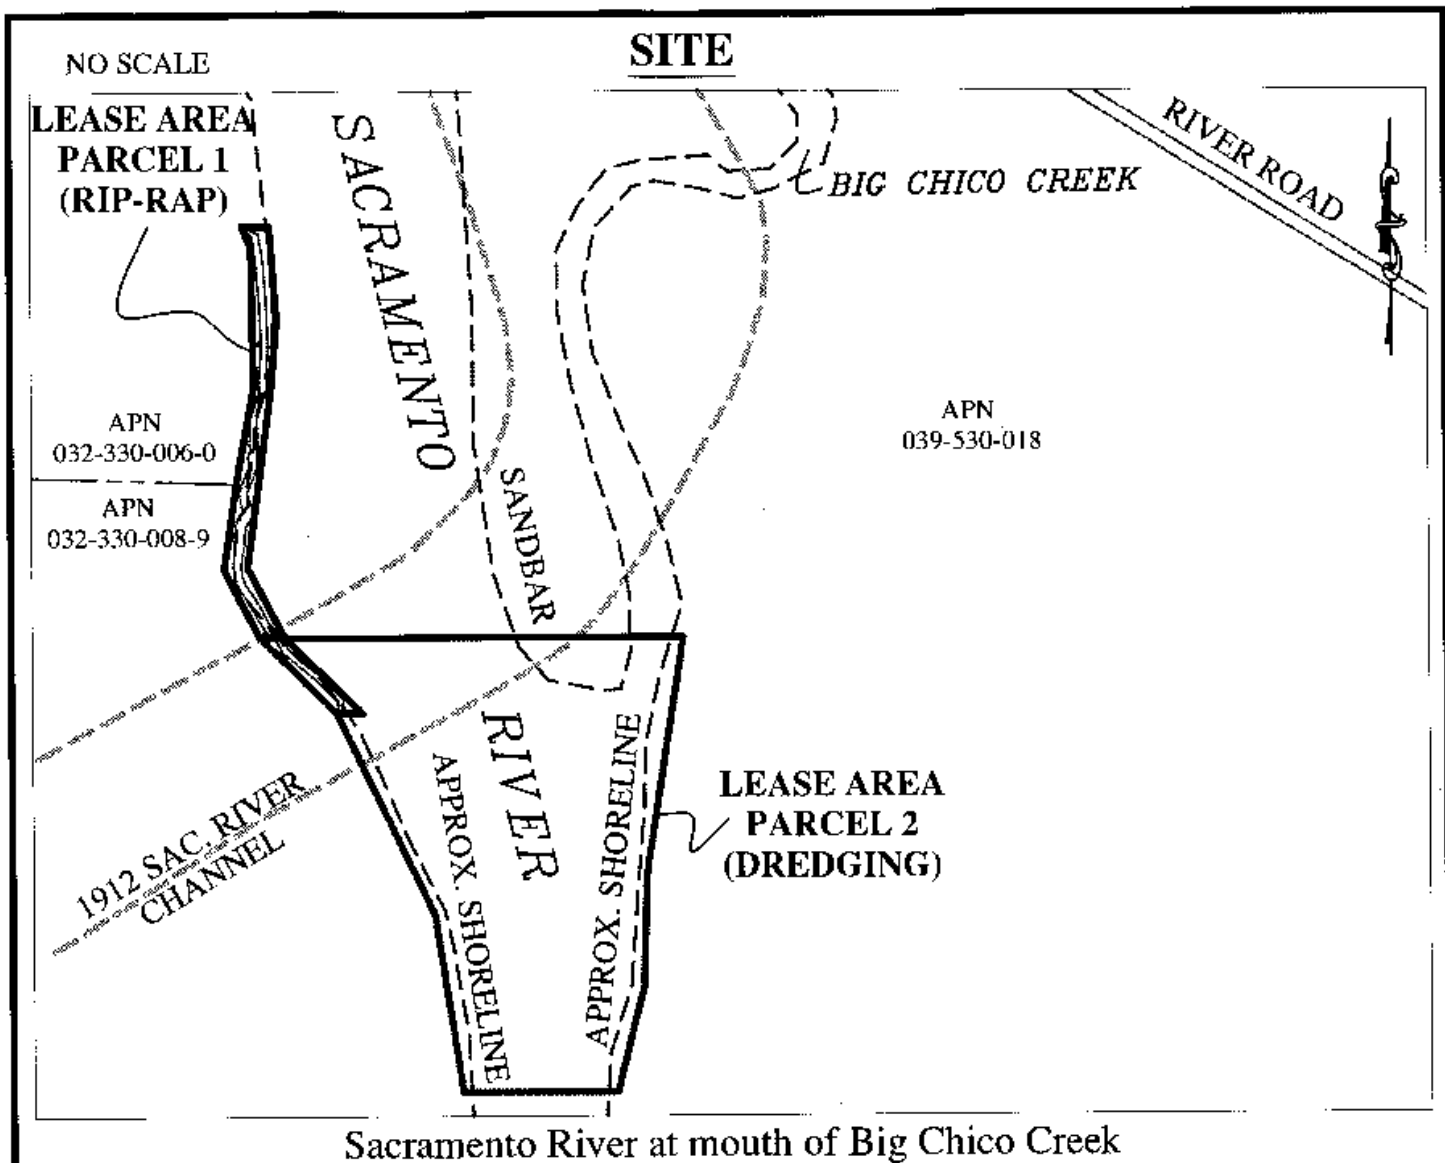 SITE
NO SCALE
LEASE AREA
PARCEL 1
(RIP-RAP)
SACRAMENTO
RIVER
BIG CHICO CREEK
RIVER ROAD
APN
032-330-006-0
APN
032-330-008-9
APN
039-530-018
SANDBAR
APPROX. SHORELINE
APPROX. SHORELINE
LEASE AREA
PARCEL 2
(DREDGING)
1912 SAC. RIVER
CHANNEL
Sacramento River at mouth of Big Chico Creek